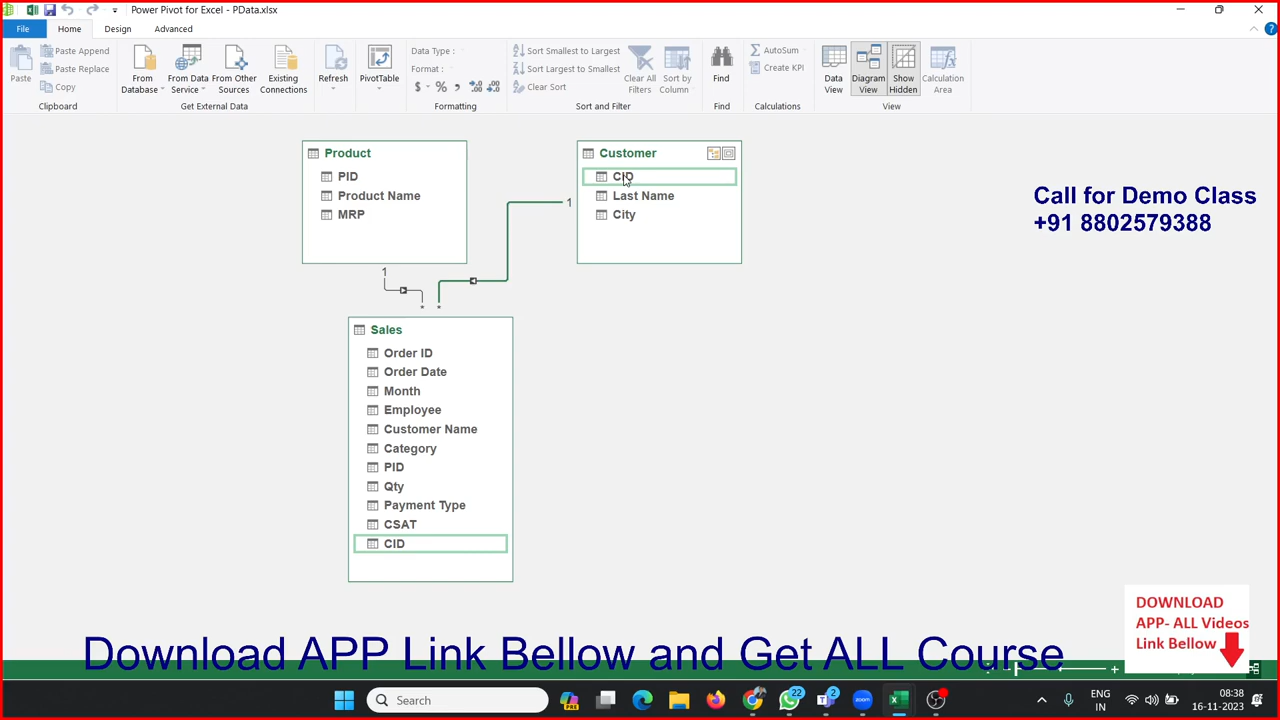 Power Pivot for Excel - PData.xlsx
File Home Design Advanced
Paste
Paste Append
Paste Replace
Copy
Clipboard
From Database
From Data Service
From Other Sources
Existing Connections
Get External Data
Refresh
PivotTable
Data Type :
Format :
$ % ,
Formatting
Sort Smallest to Largest
Sort Largest to Smallest
Clear Sort
Clear All Filters
Sort by Column
Sort and Filter
Find
Find
AutoSum
Create KPI
Calculations
Data View
Diagram View
Show Hidden
Calculation Area
View
Product
PID
Product Name
MRP
Customer
CID
Last Name
City
1
1
*
*
Sales
Order ID
Order Date
Month
Employee
Customer Name
Category
PID
Qty
Payment Type
CSAT
CID
Call for Demo Class
+91 8802579388
DOWNLOAD
APP- ALL Videos
Link Bellow
Download APP Link Bellow and Get ALL Course
Search
PRE
22
2
ENG
IN
08:38
16-11-2023